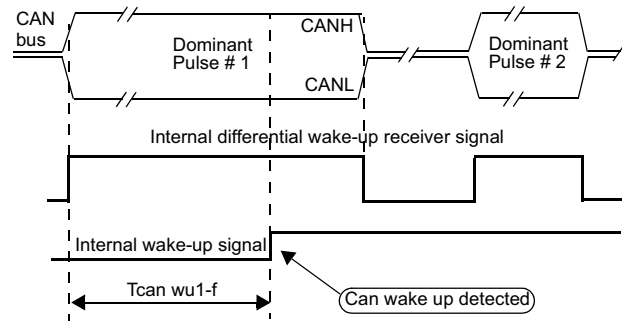 CAN
bus
CANH
Dominant
Pulse # 1
CANL
Dominant
Pulse # 2
Internal differential wake-up receiver signal
Internal wake-up signal
Tcan wu1-f
Can wake up detected